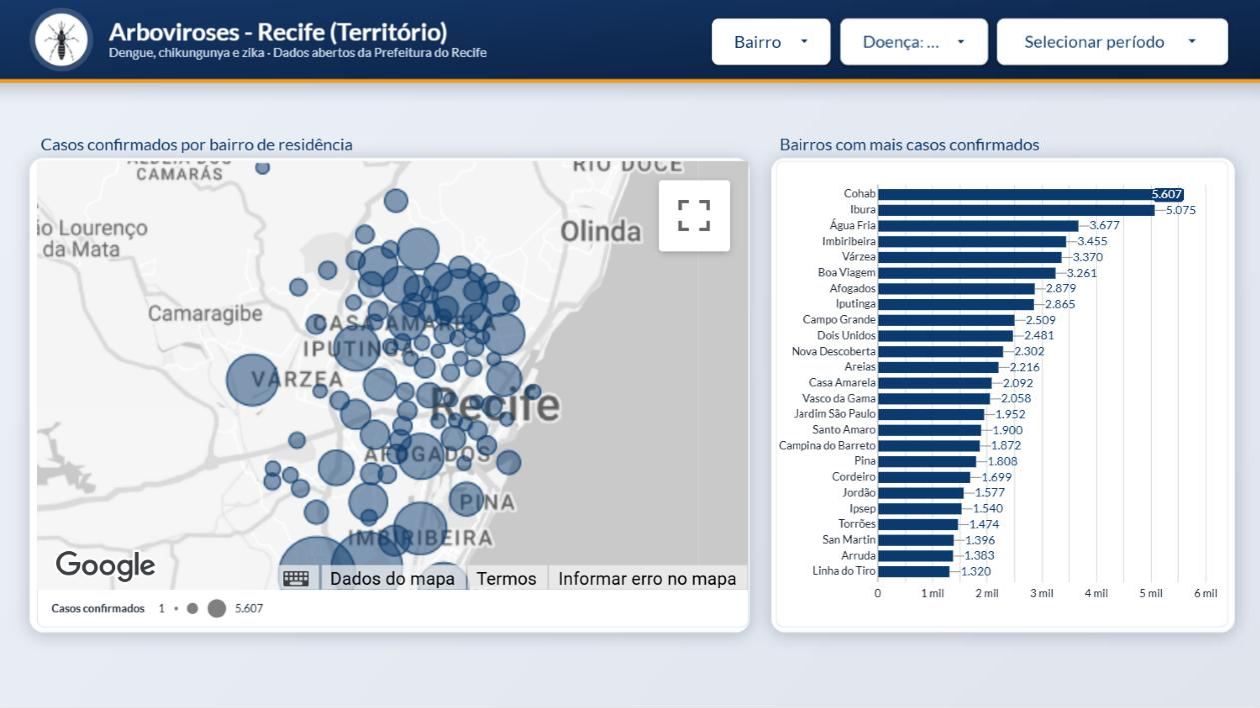 Arboviroses - Recife (Território)
Dengue, chikungunya e zika - Dados abertos da Prefeitura do Recife
Bairro
Doença: ...
Selecionar período
Casos confirmados por bairro de residência
CAMARÁS
RIO DOCE
Lourenço
da Mata
Olinda
Camaragibe
CASA AMARELA
IPUTINGA
VÁRZEA
Recife
AFOGADOS
PINA
IMBIRIBEIRA
Google
Dados do mapa
Termos
Informar erro no mapa
Casos confirmados 1 5.607
Bairros com mais casos confirmados
Cohab 5.607
Ibura 5.075
Água Fria 3.677
Imbiribeira 3.455
Várzea 3.370
Boa Viagem 3.261
Afogados 2.879
Iputinga 2.865
Campo Grande 2.509
Dois Unidos 2.481
Nova Descoberta 2.302
Areias 2.216
Casa Amarela 2.092
Vasco da Gama 2.058
Jardim São Paulo 1.952
Santo Amaro 1.900
Campina do Barreto 1.872
Pina 1.808
Cordeiro 1.699
Jordão 1.577
Ipsep 1.540
Torrões 1.474
San Martin 1.396
Arruda 1.383
Linha do Tiro 1.320
0 1 mil 2 mil 3 mil 4 mil 5 mil 6 mil